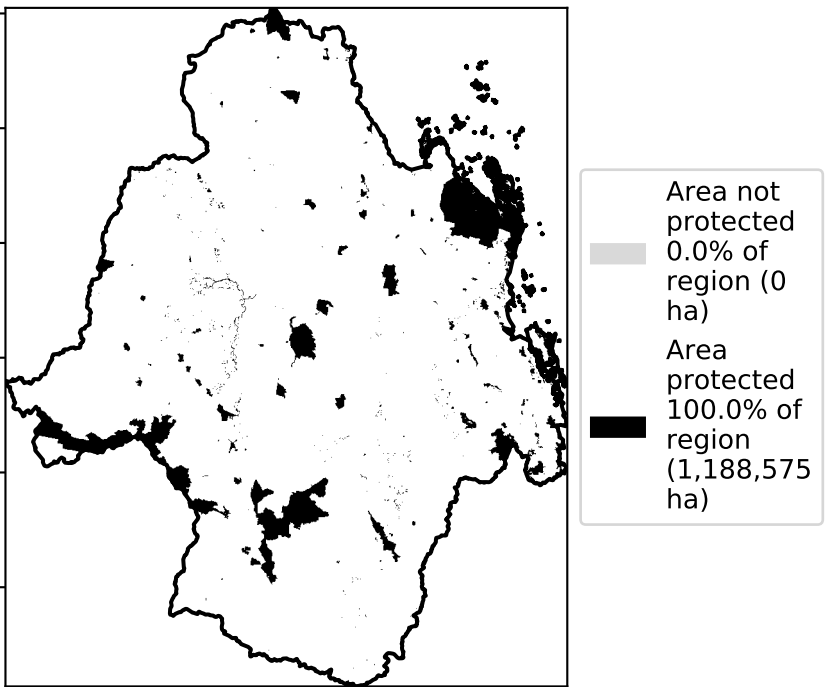 Area not
protected
0.0% of
region (0
ha)
Area
protected
100.0% of
region
(1,188,575
ha)